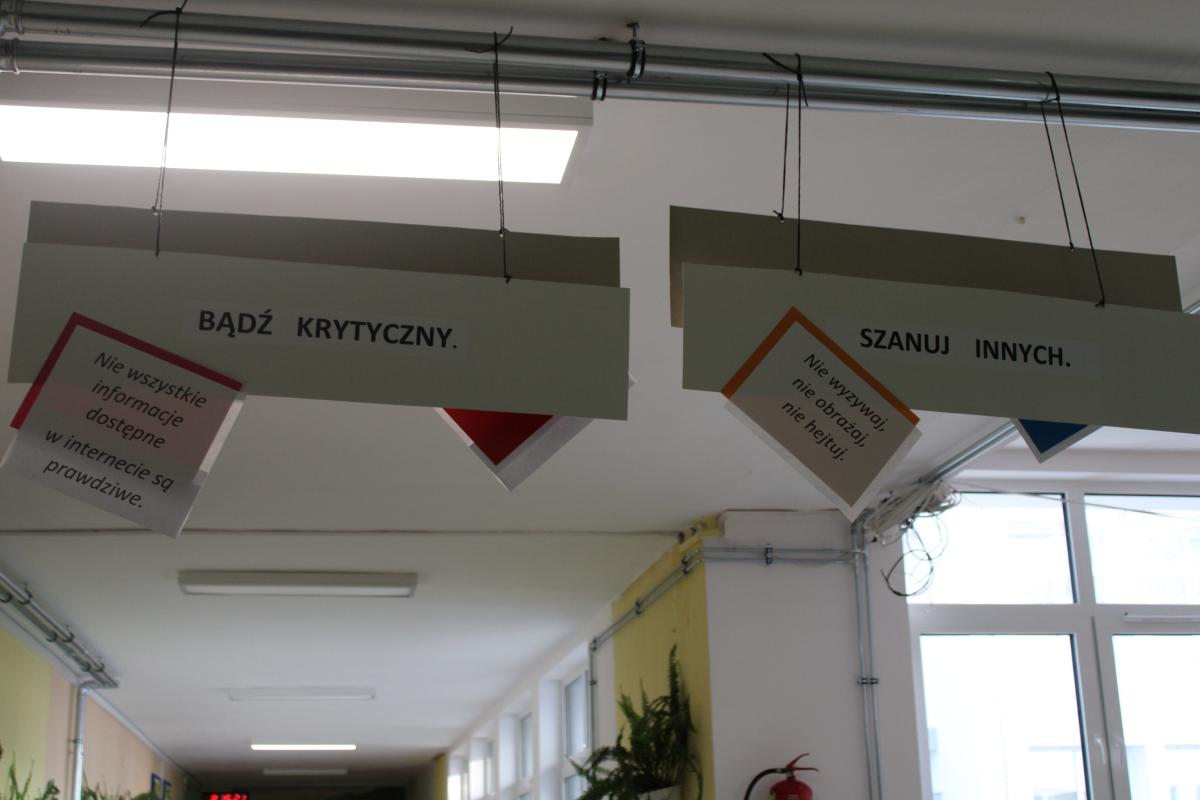 BĄDŹ KRYTYCZNY.
Nie wszystkie
informacje
dostępne
w internecie są
prawdziwe.
SZANUJ INNYCH.
Nie wyzywaj,
nie obrażaj,
nie hejtuj.